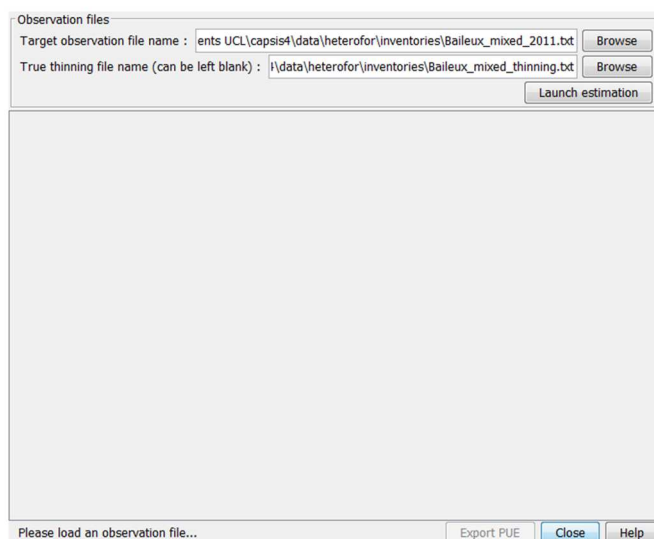 Observation files
Target observation file name : ents UCL\capsis4\data\heterofor\inventories\Baileux_mixed_2011.txt Browse
True thinning file name (can be left blank) : \data\heterofor\inventories\Baileux_mixed_thinning.txt Browse
Launch estimation
Please load an observation file... Export PUE Close Help